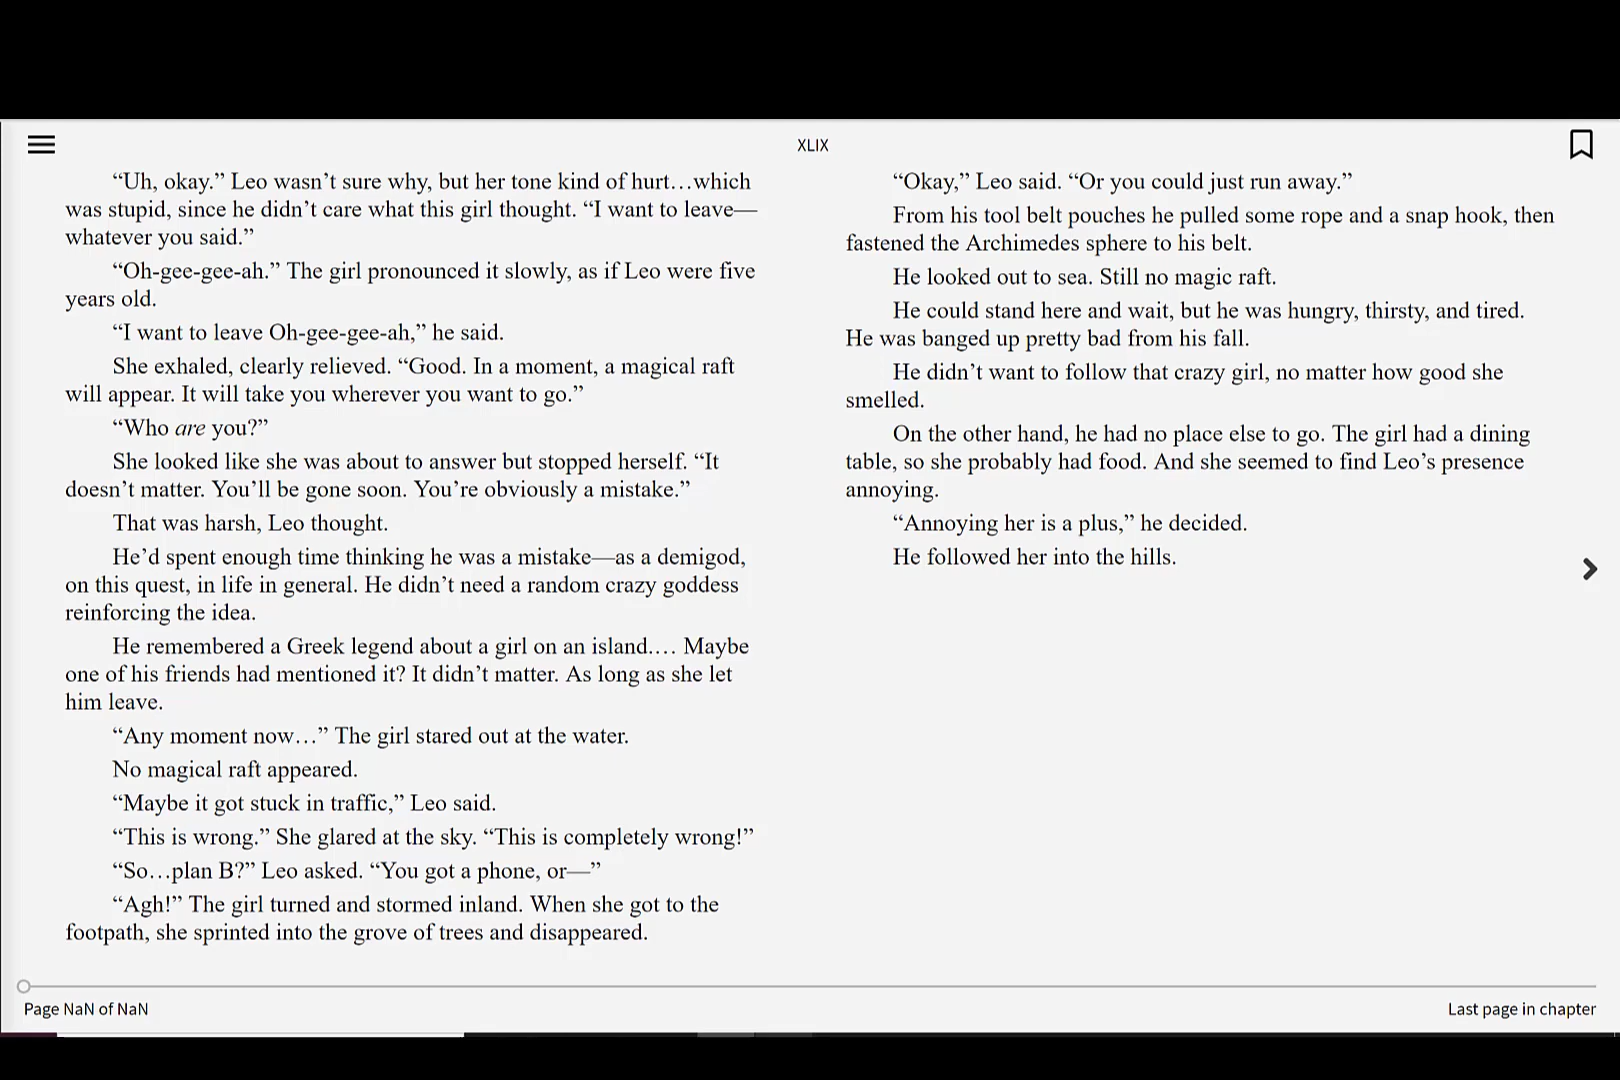 XLIX
“Uh, okay.” Leo wasn’t sure why, but her tone kind of hurt…which
was stupid, since he didn’t care what this girl thought. “I want to leave—
whatever you said.”
“Oh-gee-gee-ah.” The girl pronounced it slowly, as if Leo were five
years old.
“I want to leave Oh-gee-gee-ah,” he said.
She exhaled, clearly relieved. “Good. In a moment, a magical raft
will appear. It will take you wherever you want to go.”
“Who are you?”
She looked like she was about to answer but stopped herself. “It
doesn’t matter. You’ll be gone soon. You’re obviously a mistake.”
That was harsh, Leo thought.
He’d spent enough time thinking he was a mistake—as a demigod,
on this quest, in life in general. He didn’t need a random crazy goddess
reinforcing the idea.
He remembered a Greek legend about a girl on an island.… Maybe
one of his friends had mentioned it? It didn’t matter. As long as she let
him leave.
“Any moment now…” The girl stared out at the water.
No magical raft appeared.
“Maybe it got stuck in traffic,” Leo said.
“This is wrong.” She glared at the sky. “This is completely wrong!”
“So…plan B?” Leo asked. “You got a phone, or—”
“Agh!” The girl turned and stormed inland. When she got to the
footpath, she sprinted into the grove of trees and disappeared.
“Okay,” Leo said. “Or you could just run away.”
From his tool belt pouches he pulled some rope and a snap hook, then
fastened the Archimedes sphere to his belt.
He looked out to sea. Still no magic raft.
He could stand here and wait, but he was hungry, thirsty, and tired.
He was banged up pretty bad from his fall.
He didn’t want to follow that crazy girl, no matter how good she
smelled.
On the other hand, he had no place else to go. The girl had a dining
table, so she probably had food. And she seemed to find Leo’s presence
annoying.
“Annoying her is a plus,” he decided.
He followed her into the hills.
Page NaN of NaN
Last page in chapter